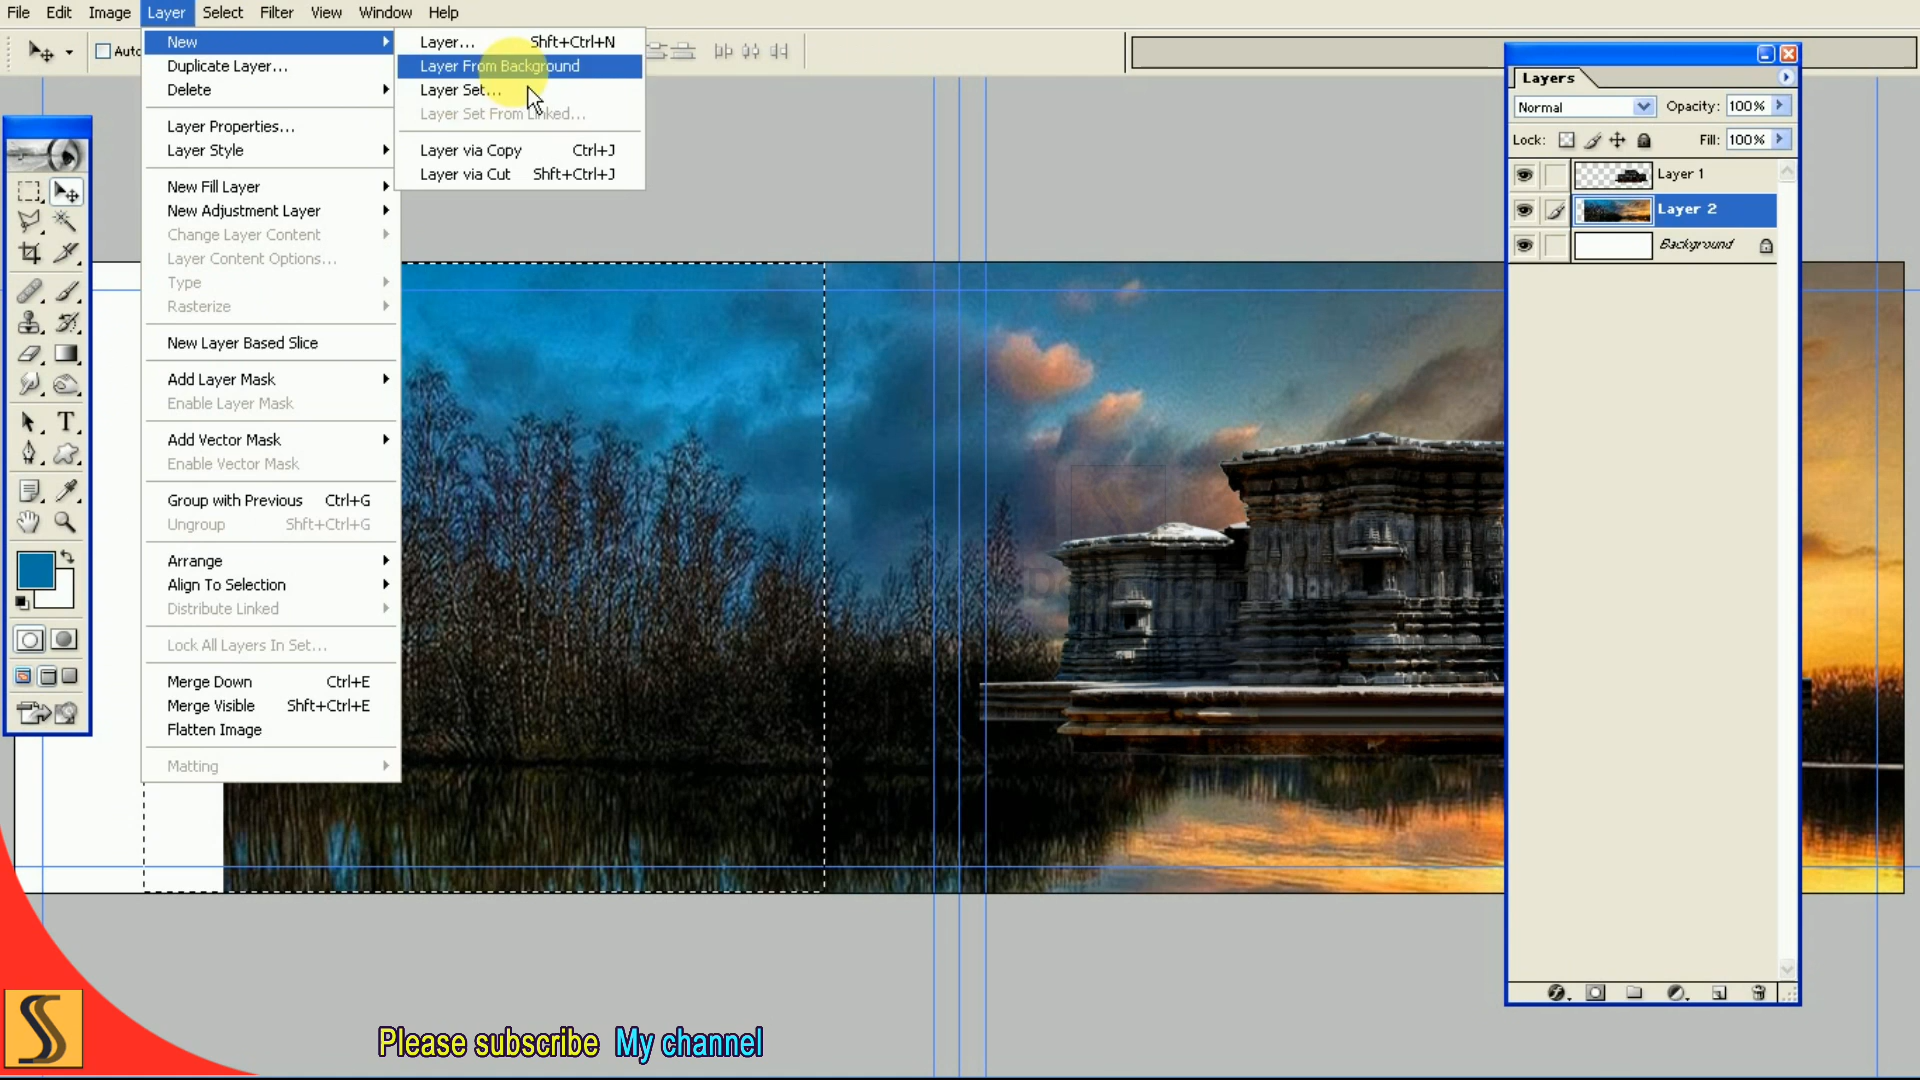 File Edit Image Layer Select Filter View Window Help
Auto
New
Duplicate Layer...
Delete
Layer Properties...
Layer Style
New Fill Layer
New Adjustment Layer
Change Layer Content
Layer Content Options...
Type
Rasterize
New Layer Based Slice
Add Layer Mask
Enable Layer Mask
Add Vector Mask
Enable Vector Mask
Group with Previous Ctrl+G
Ungroup Shft+Ctrl+G
Arrange
Align To Selection
Distribute Linked
Lock All Layers In Set...
Merge Down Ctrl+E
Merge Visible Shft+Ctrl+E
Flatten Image
Matting
Layer... Shft+Ctrl+N
Layer From Background
Layer Set...
Layer Set From Linked...
Layer via Copy Ctrl+J
Layer via Cut Shft+Ctrl+J
Layers
Normal Opacity: 100%
Lock: Fill: 100%
Layer 1
Layer 2
Background
Please subscribe My channel